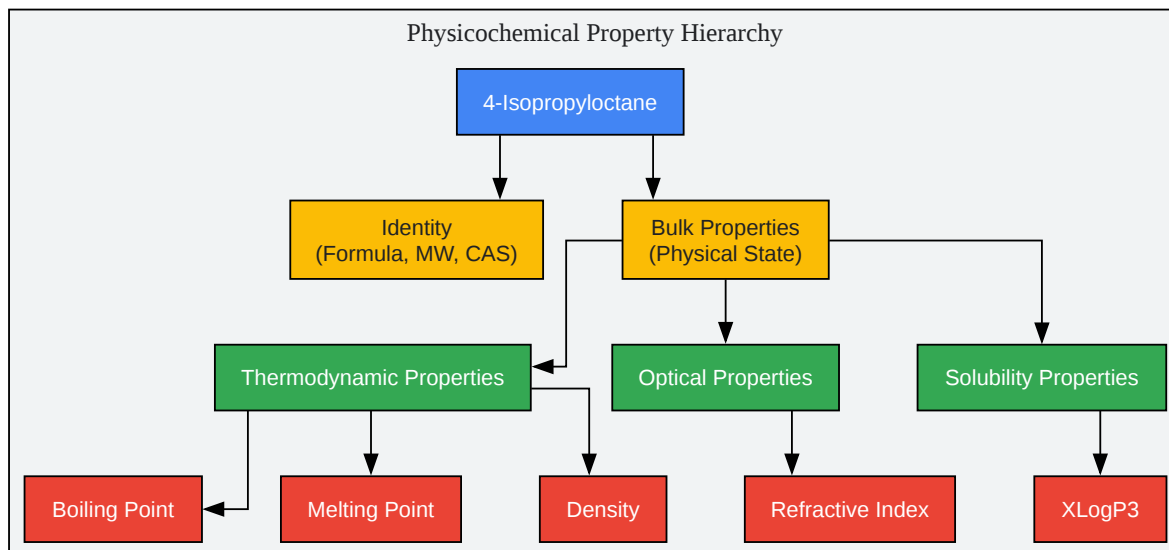 Physicochemical Property Hierarchy
4-Isopropyloctane
Identity
(Formula, MW, CAS)
Bulk Properties
(Physical State)
Thermodynamic Properties
Optical Properties
Solubility Properties
Boiling Point
Melting Point
Density
Refractive Index
XLogP3